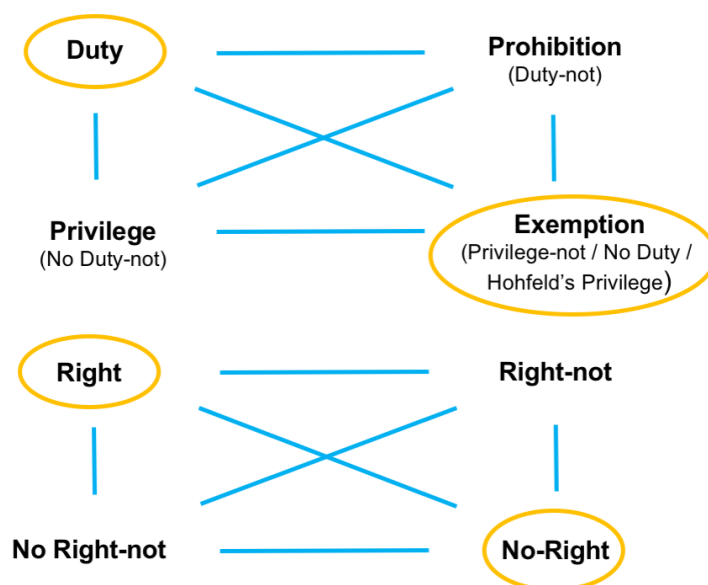 Duty
Prohibition
(Duty-not)
Privilege
(No Duty-not)
Exemption
(Privilege-not / No Duty /
Hohfeld's Privilege)
Right
Right-not
No Right-not
No-Right